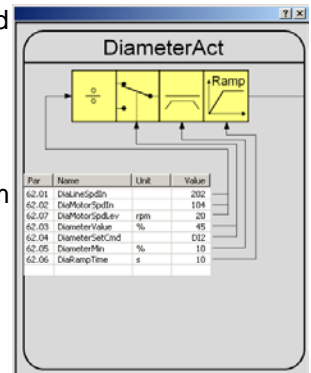 d
DiameterAct
÷
Ramp
m
Par Name Unit Value
62.01 DiaLineSpdIn 202
62.02 DiaMotorSpdIn 104
62.07 DiaMotorSpdLev rpm 20
62.03 DiameterValue % 45
62.04 DiameterSetCmd DI2
62.05 DiameterMin % 10
62.06 DiaRampTime s 10